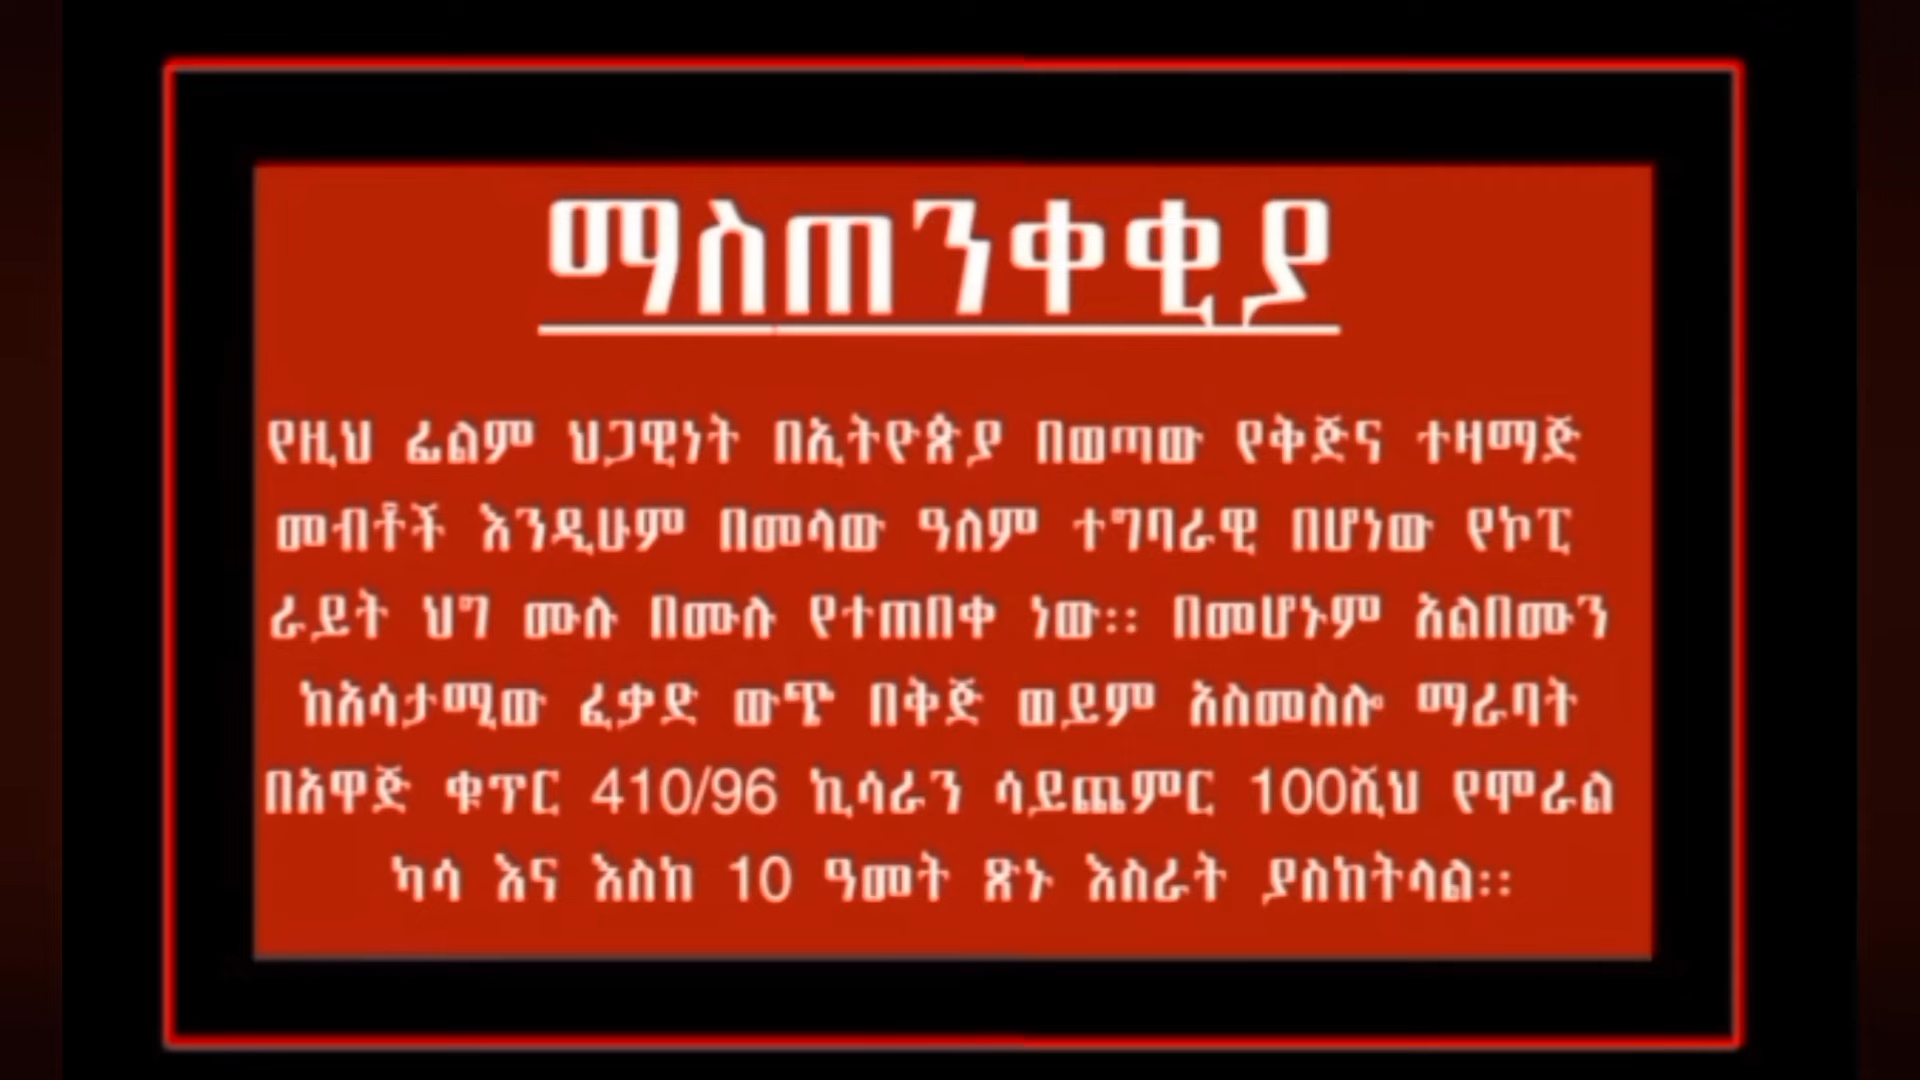 ማስጠንቀቂያ
የዚህ ፊልም ህጋዊነት በኢትዮጵያ በወጣው የቅጅና ተዛማጅ
መብቶች እንዲሁም በመላው ዓለም ተግባራዊ በሆነው የኮፒ
ራይት ህግ ሙሉ በሙሉ የተጠበቀ ነው፡፡ በመሆኑም አልበሙን
ከአሳታሚው ፈቃድ ውጭ በቅጅ ወይም አስመስሎ ማራባት
በአዋጅ ቁጥር 410/96 ኪሳራን ሳይጨምር 100ሺህ የሞራል
ካሳ እና እስከ 10 ዓመት ጽኑ እስራት ያስከትላል፡፡